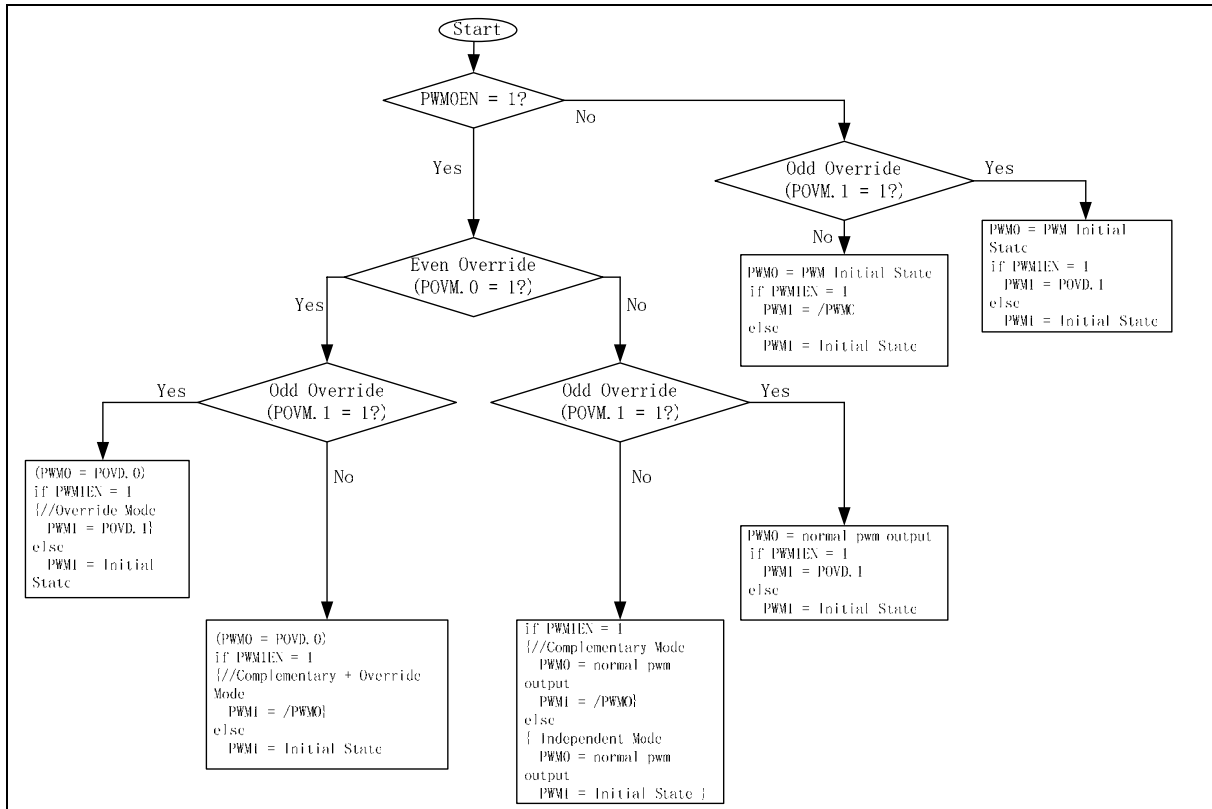 Start
PWM0EN = 1?
No
Yes
Odd Override
(POVM.1 = 1?)
Yes
No
PWM0 = PWM Initial
State
if PWM1EN = 1
PWM1 = POVD.1
else
PWM1 = Initial State
PWM0 = PWM Initial State
if PWM1EN = 1
PWM1 = /PWM0
else
PWM1 = Initial State
Even Override
(POVM.0 = 1?)
Yes
No
Odd Override
(POVM.1 = 1?)
Yes
No
Odd Override
(POVM.1 = 1?)
Yes
No
(PWM0 = POVD.0)
if PWM1EN = 1
{//Override Mode
PWM1 = POVD.1}
else
PWM1 = Initial
State
PWM0 = normal pwm output
if PWM1EN = 1
PWM1 = POVD.1
else
PWM1 = Initial State
(PWM0 = POVD.0)
if PWM1EN = 1
{//Complementary + Override
Mode
PWM1 = /PWM0}
else
PWM1 = Initial State
if PWM1EN = 1
{//Complementary Mode
PWM0 = normal pwm
output
PWM1 = /PWM0}
else
{ Independent Mode
PWM0 = normal pwm
output
PWM1 = Initial State }